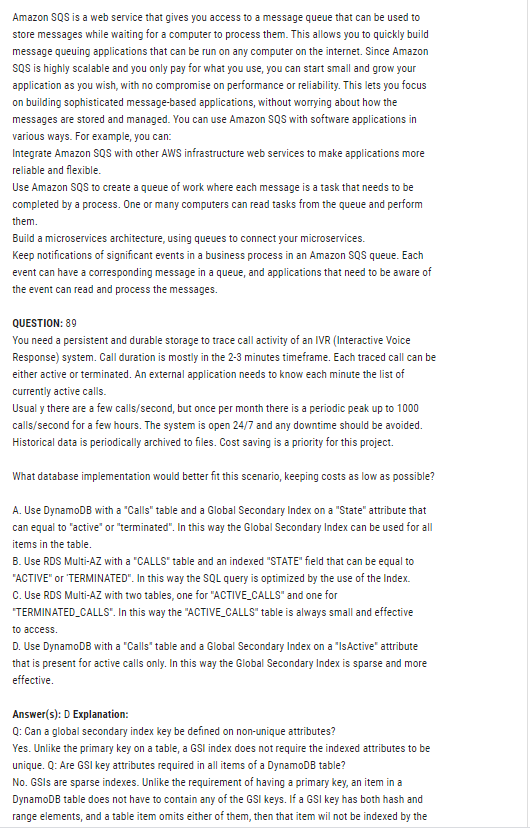 Amazon SQS is a web service that gives you access to a message queue that can be used to
store messages while waiting for a computer to process them. This allows you to quickly build
message queuing applications that can be run on any computer on the internet. Since Amazon
SQS is highly scalable and you only pay for what you use, you can start small and grow your
application as you wish, with no compromise on performance or reliability. This lets you focus
on building sophisticated message-based applications, without worrying about how the
messages are stored and managed. You can use Amazon SQS with software applications in
various ways. For example, you can:
Integrate Amazon SQS with other AWS infrastructure web services to make applications more
reliable and flexible.
Use Amazon SQS to create a queue of work where each message is a task that needs to be
completed by a process. One or many computers can read tasks from the queue and perform
them.
Build a microservices architecture, using queues to connect your microservices.
Keep notifications of significant events in a business process in an Amazon SQS queue. Each
event can have a corresponding message in a queue, and applications that need to be aware of
the event can read and process the messages.
QUESTION: 89
You need a persistent and durable storage to trace call activity of an IVR (Interactive Voice
Response) system. Call duration is mostly in the 2-3 minutes timeframe. Each traced call can be
either active or terminated. An external application needs to know each minute the list of
currently active calls.
Usual y there are a few calls/second, but once per month there is a periodic peak up to 1000
calls/second for a few hours. The system is open 24/7 and any downtime should be avoided.
Historical data is periodically archived to files. Cost saving is a priority for this project.
What database implementation would better fit this scenario, keeping costs as low as possible?
A. Use DynamoDB with a "Calls" table and a Global Secondary Index on a "State" attribute that
can equal to "active" or "terminated". In this way the Global Secondary Index can be used for all
items in the table.
B. Use RDS Multi-AZ with a "CALLS" table and an indexed "STATE" field that can be equal to
"ACTIVE" or 'TERMINATED". In this way the SQL query is optimized by the use of the Index.
C. Use RDS Multi-AZ with two tables, one for "ACTIVE_CALLS" and one for
"TERMINATED_CALLS". In this way the "ACTIVE_CALLS" table is always small and effective
to access.
D. Use DynamoDB with a "Calls" table and a Global Secondary Index on a "IsActive" attribute
that is present for active calls only. In this way the Global Secondary Index is sparse and more
effective.
Answer(s): D Explanation:
Q: Can a global secondary index key be defined on non-unique attributes?
Yes. Unlike the primary key on a table, a GSI index does not require the indexed attributes to be
unique. Q: Are GSI key attributes required in all items of a DynamoDB table?
No. GSIs are sparse indexes. Unlike the requirement of having a primary key, an item in a
DynamoDB table does not have to contain any of the GSI keys. If a GSI key has both hash and
range elements, and a table item omits either of them, then that item wil not be indexed by the